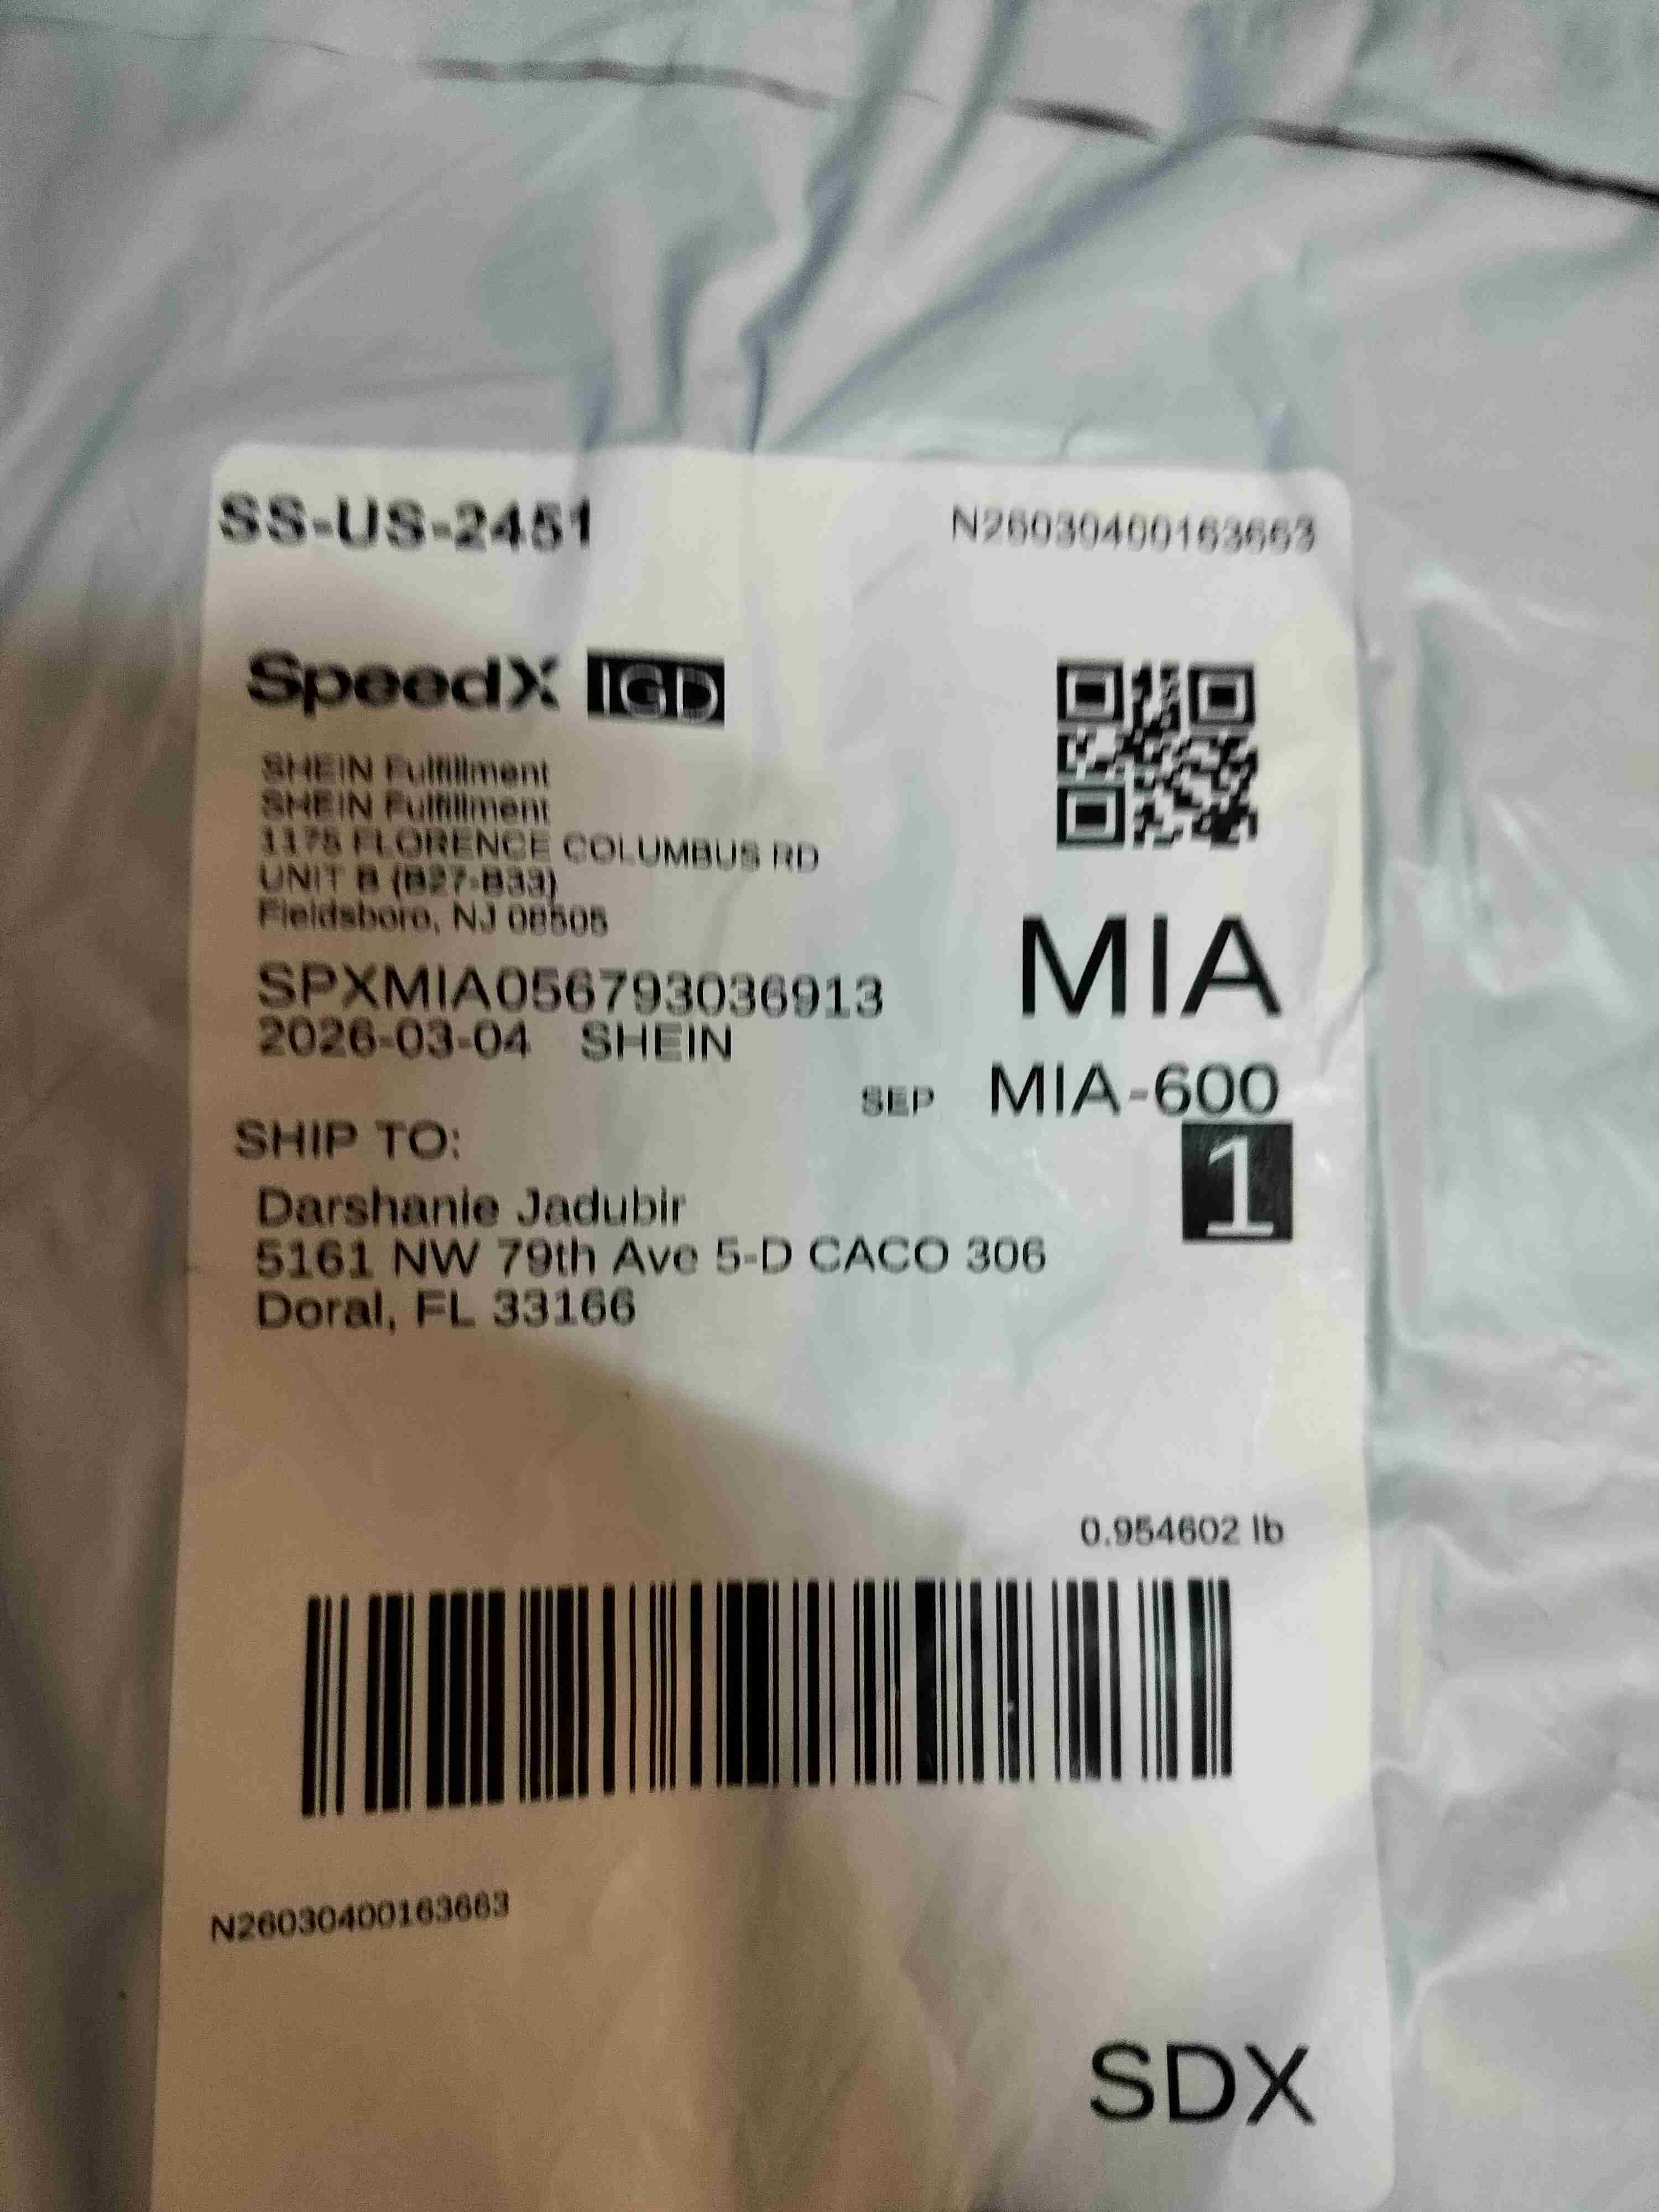 SS-US-2451
N26030400163663
SpeedX IGD
SHEIN Fulfillment
SHEIN Fulfillment
1175 FLORENCE COLUMBUS RD
UNIT B (B27-B33)
Fieldsboro, NJ 08505
SPXMIA056793036913
2026-03-04 SHEIN
MIA
SEP MIA-600
1
SHIP TO:
Darshanie Jadubir
5161 NW 79th Ave 5-D CACO 306
Doral, FL 33166
0.954602 lb
N26030400163663
SDX